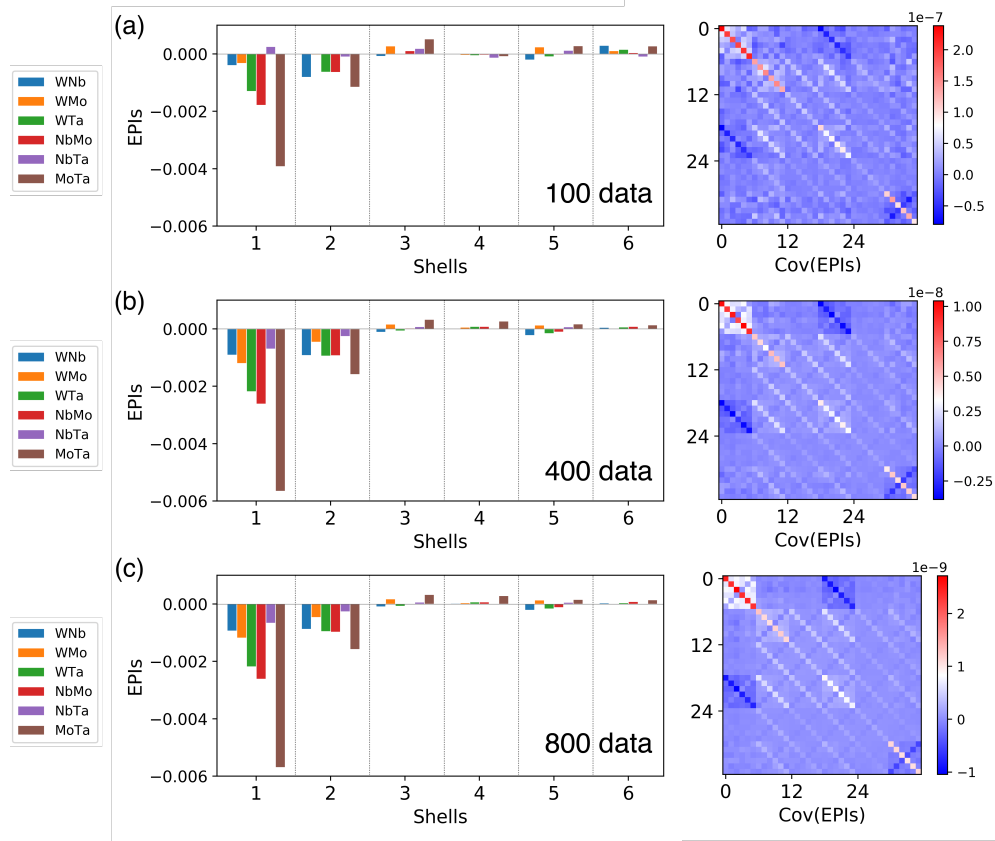 (a)
WNb
WMo
WTa
NbMo
NbTa
MoTa
EPIs
0.000
−0.002
−0.004
−0.006
100 data
1 2 3 4 5 6
Shells
1e−7
0
12
24
0 12 24
Cov(EPIs)
2.0
1.5
1.0
0.5
0.0
−0.5
(b)
WNb
WMo
WTa
NbMo
NbTa
MoTa
EPIs
0.000
−0.002
−0.004
−0.006
400 data
1 2 3 4 5 6
Shells
1e−8
0
12
24
0 12 24
Cov(EPIs)
1.00
0.75
0.50
0.25
0.00
−0.25
(c)
WNb
WMo
WTa
NbMo
NbTa
MoTa
EPIs
0.000
−0.002
−0.004
−0.006
800 data
1 2 3 4 5 6
Shells
1e−9
0
12
24
0 12 24
Cov(EPIs)
2
1
0
−1